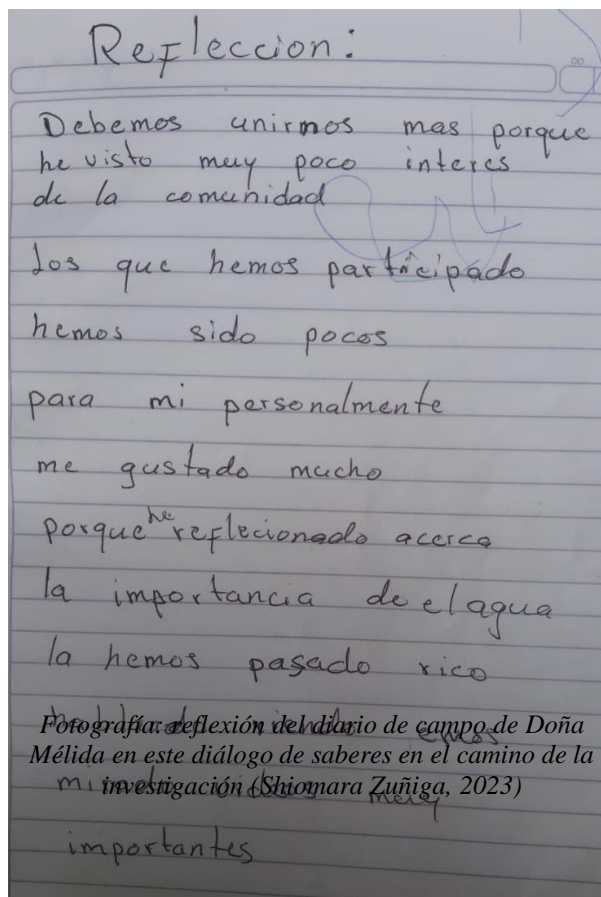 Refleccion:
Debemos unirnos mas porque
he visto muy poco interes
de la comunidad
Los que hemos participado
hemos sido pocos
para mi personalmente
me gustado mucho
porque he reflecionado acerca
la importancia de el agua
la hemos pasado rico
Fotografía: reflexión del diario de campo de Doña
Mélida en este diálogo de saberes en el camino de la
investigación (Shiomara Zuñiga, 2023)
muy
importantes